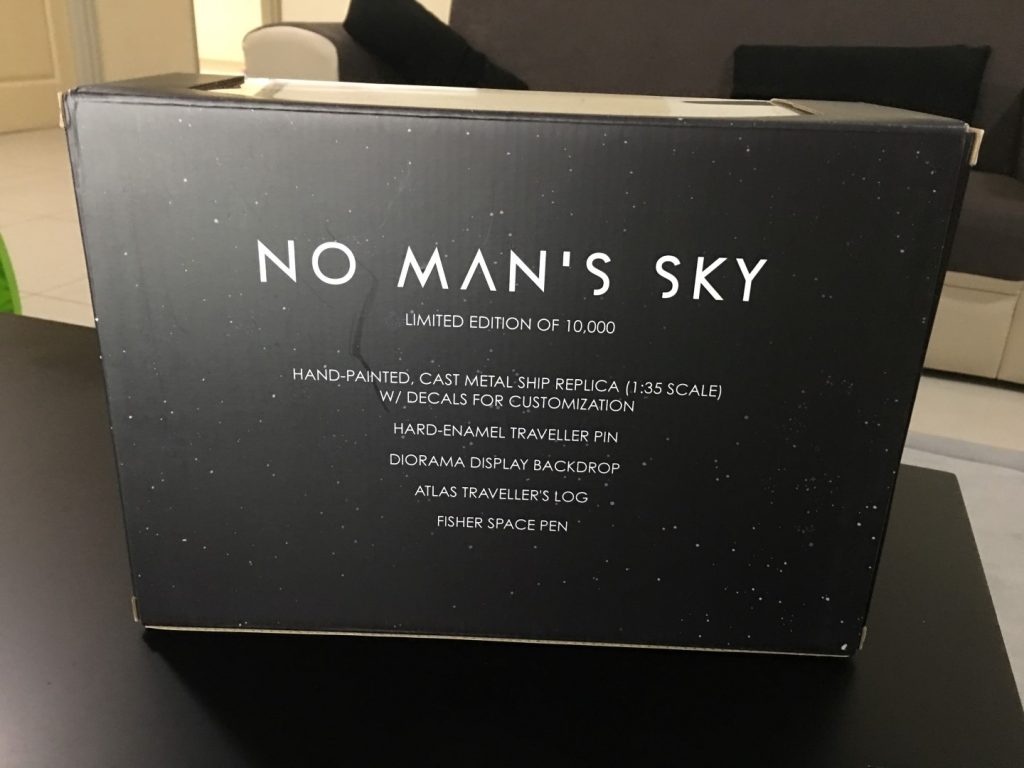 NO MAN'S SKY
LIMITED EDITION OF 10,000
HAND-PAINTED, CAST METAL SHIP REPLICA (1:35 SCALE)
W/ DECALS FOR CUSTOMIZATION
HARD-ENAMEL TRAVELLER PIN
DIORAMA DISPLAY BACKDROP
ATLAS TRAVELLER'S LOG
FISHER SPACE PEN